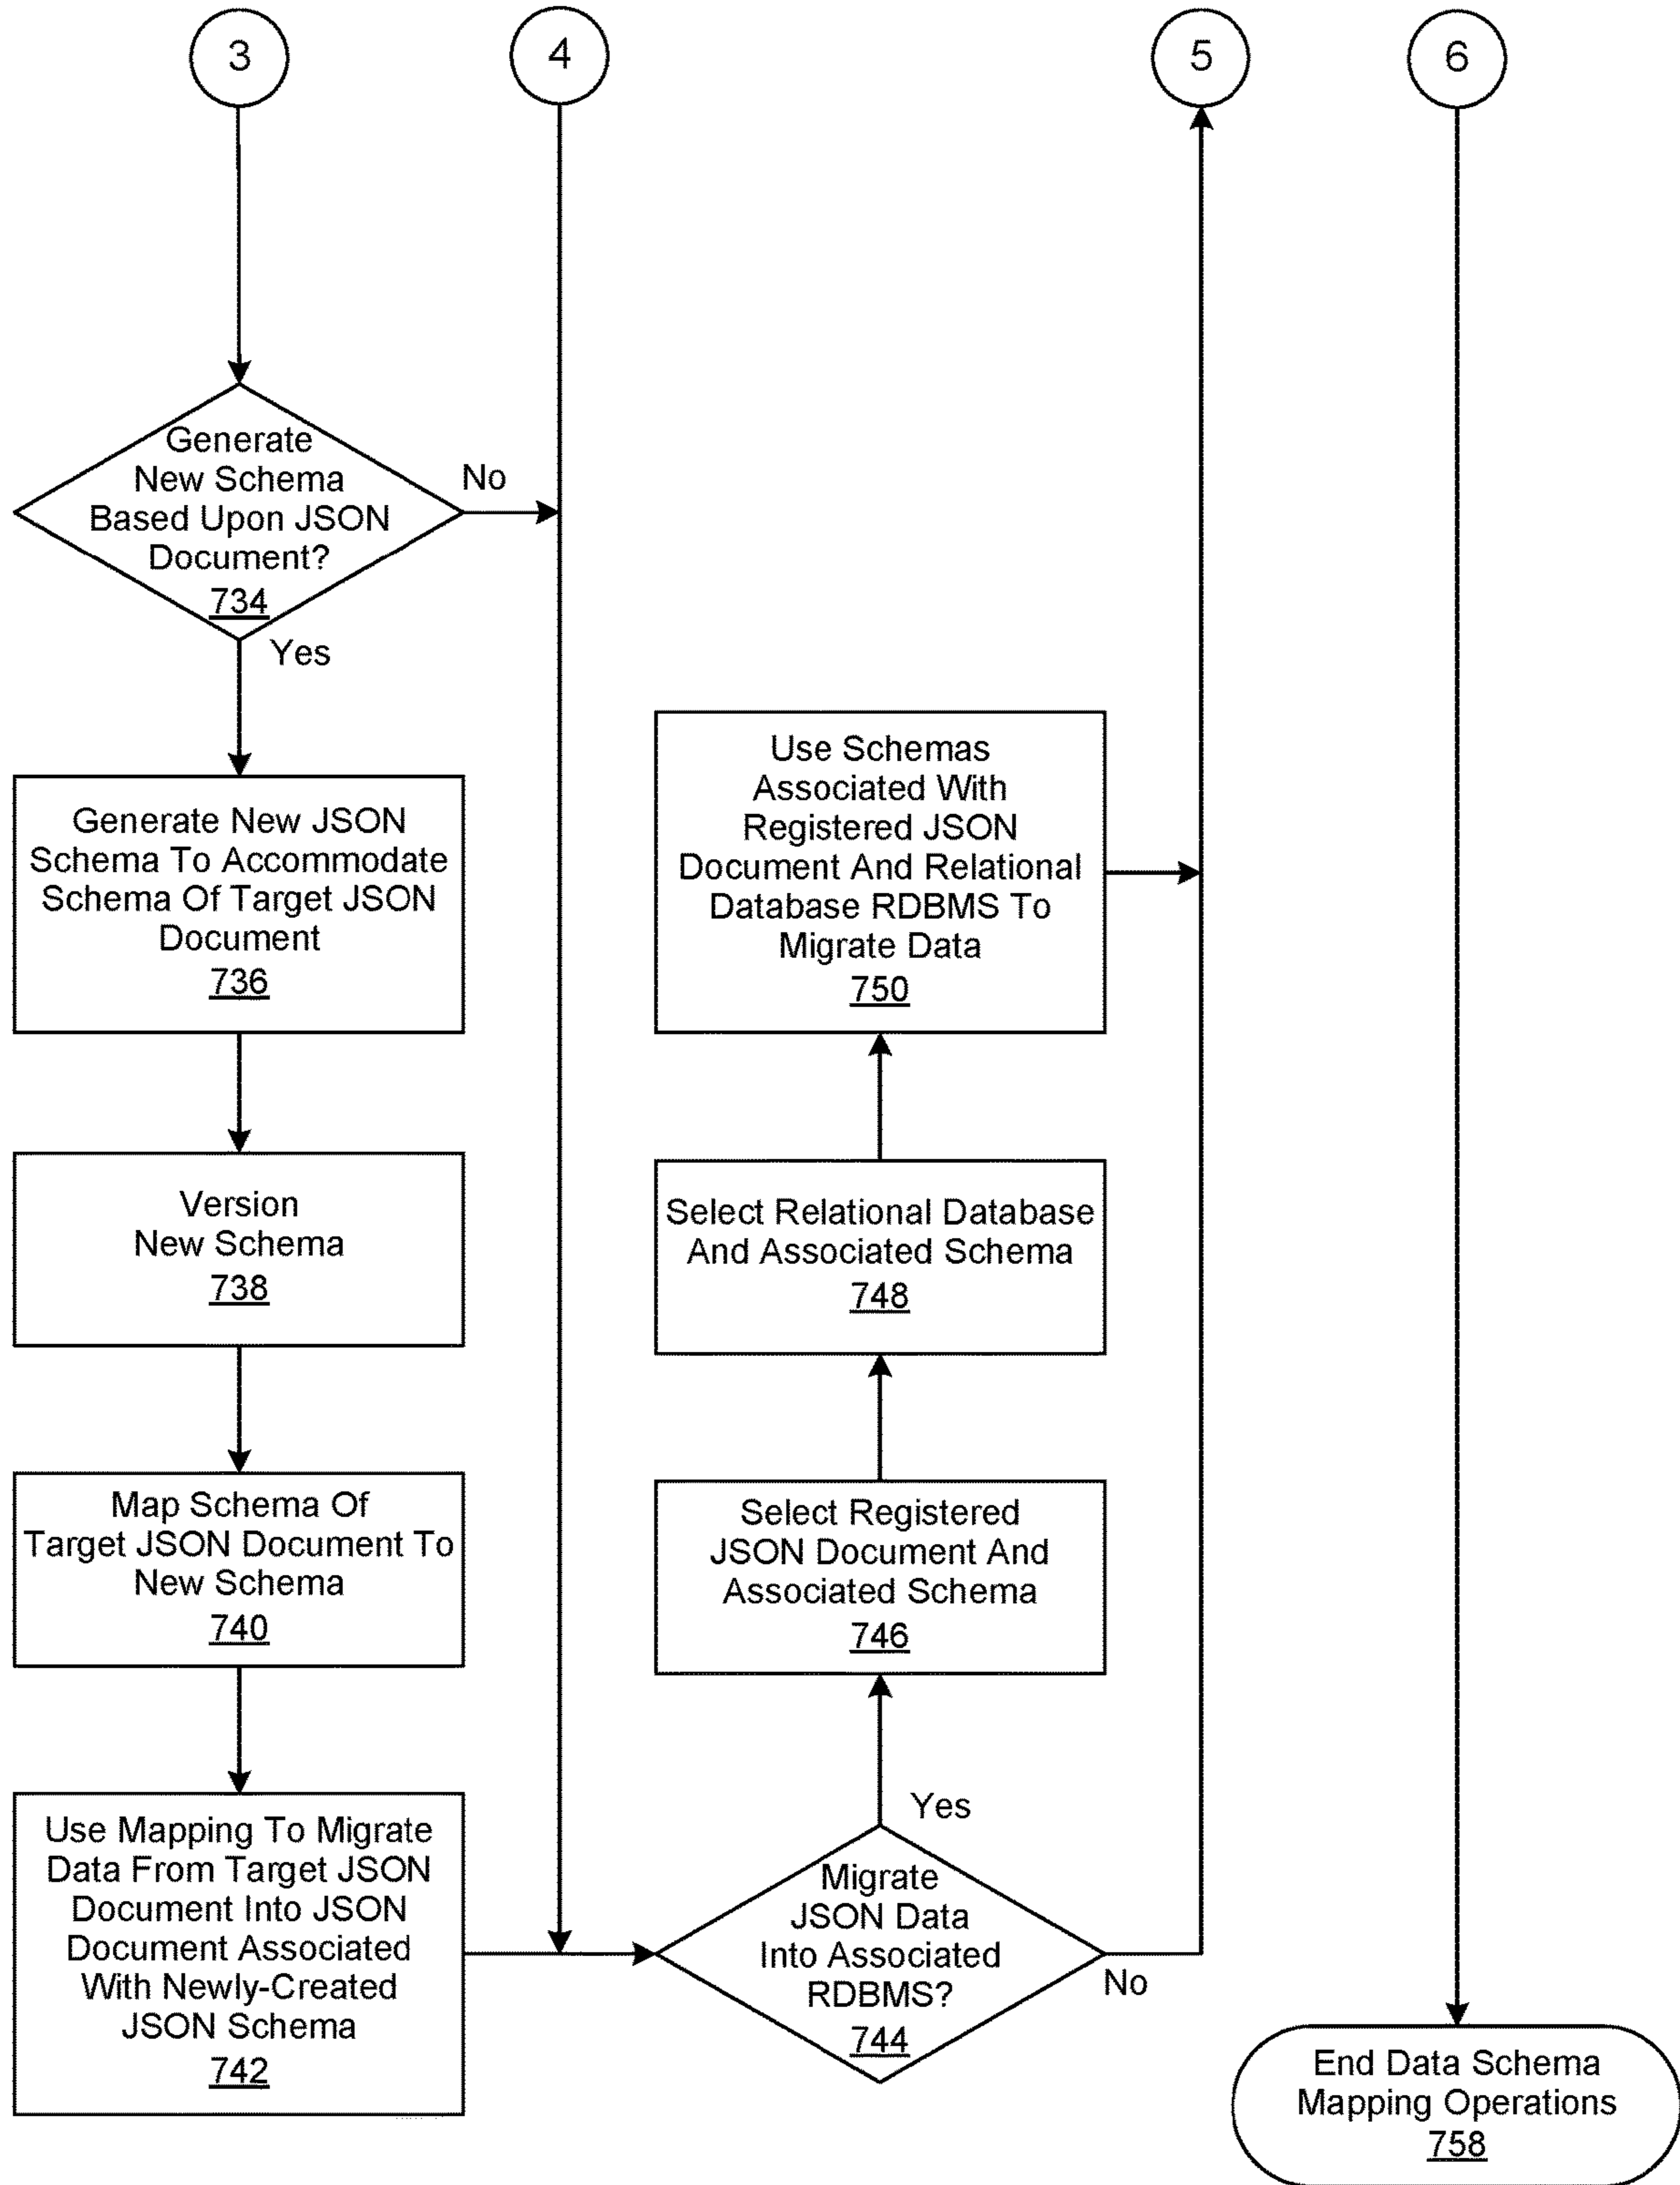 3
4
5
6
Generate
New Schema
Based Upon JSON
Document?
734
No
Yes
Generate New JSON
Schema To Accommodate
Schema Of Target JSON
Document
736
Version
New Schema
738
Map Schema Of
Target JSON Document To
New Schema
740
Use Mapping To Migrate
Data From Target JSON
Document Into JSON
Document Associated
With Newly-Created
JSON Schema
742
Use Schemas
Associated With
Registered JSON
Document And Relational
Database RDBMS To
Migrate Data
750
Select Relational Database
And Associated Schema
748
Select Registered
JSON Document And
Associated Schema
746
Yes
Migrate
JSON Data
Into Associated
RDBMS?
744
No
End Data Schema
Mapping Operations
758